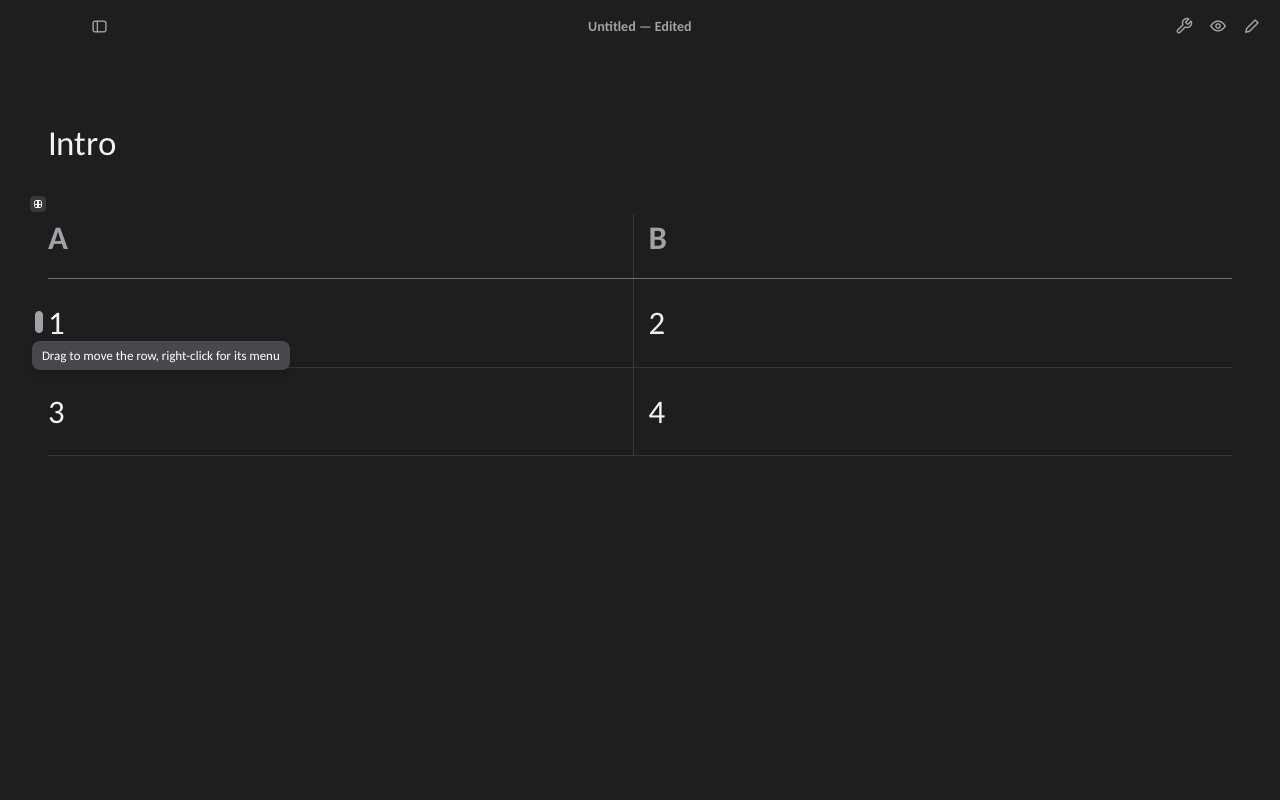 Untitled — Edited
Intro
A B
1 2
Drag to move the row, right-click for its menu
3 4